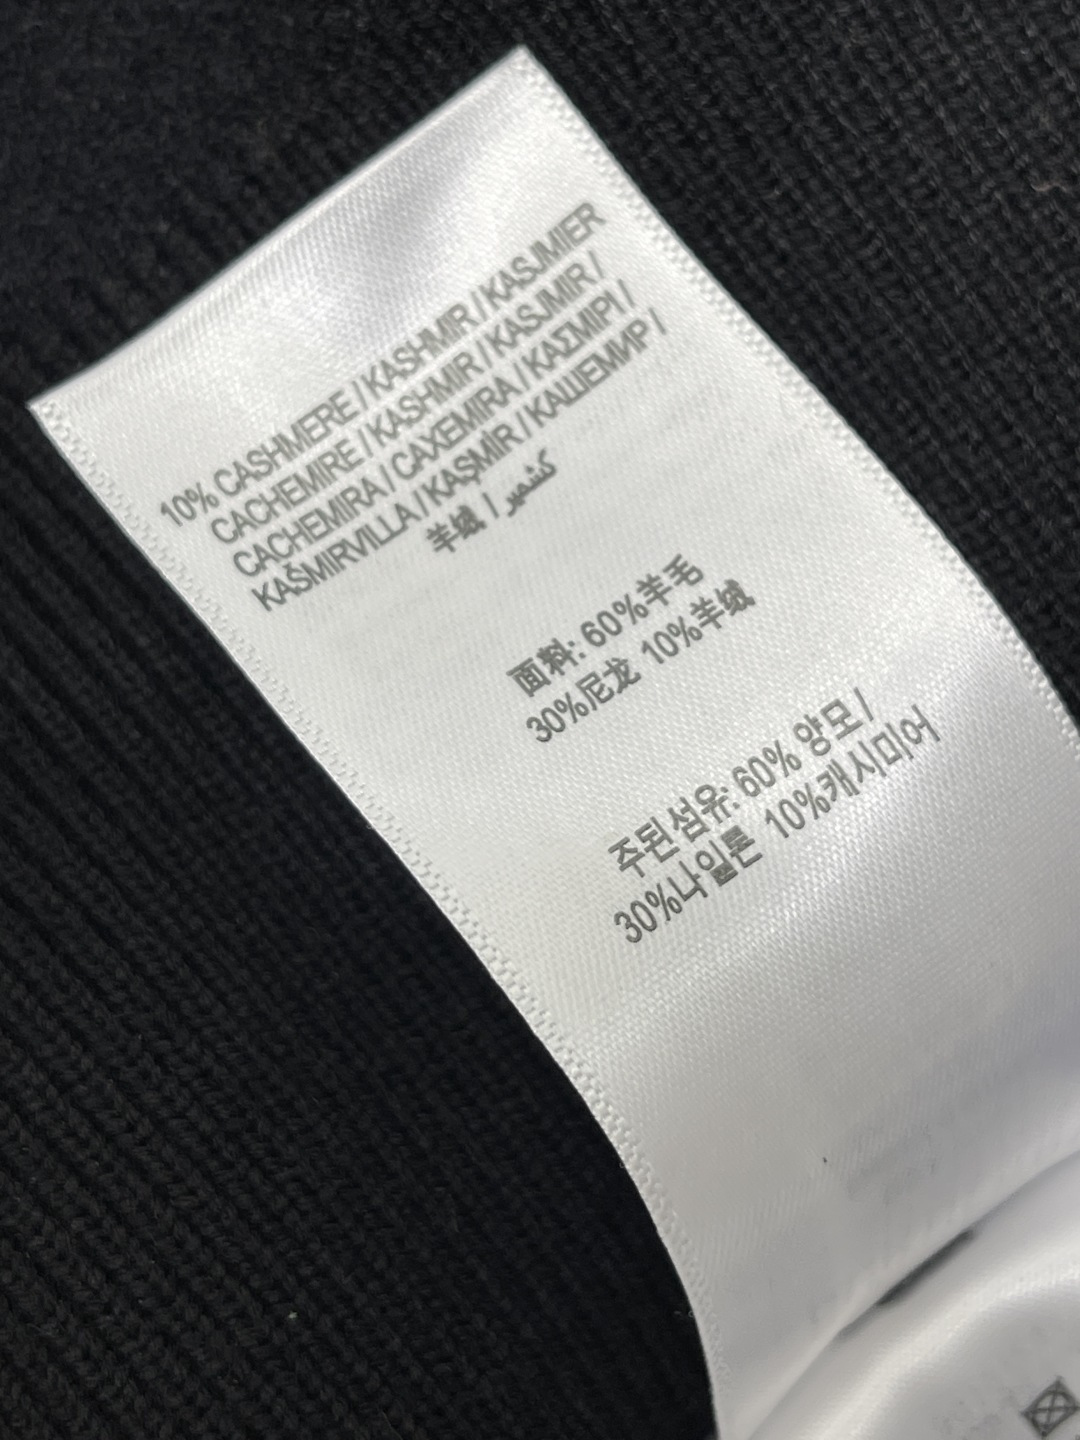 10% CASHMERE / KASHMIR / KASJMIER
CACHEMIRE / KASHMIR / KASJMIR /
CACHEMIRA / CAXEMIRA / ΚΑΣΜΙΡΙ /
KAŠMIRVILLA / KAŞMİR / КАШЕМИР /
羊绒 / كشمير
面料: 60%羊毛
30%尼龙 10%羊绒
주된섬유: 60% 양모 /
30%나일론 10%캐시미어